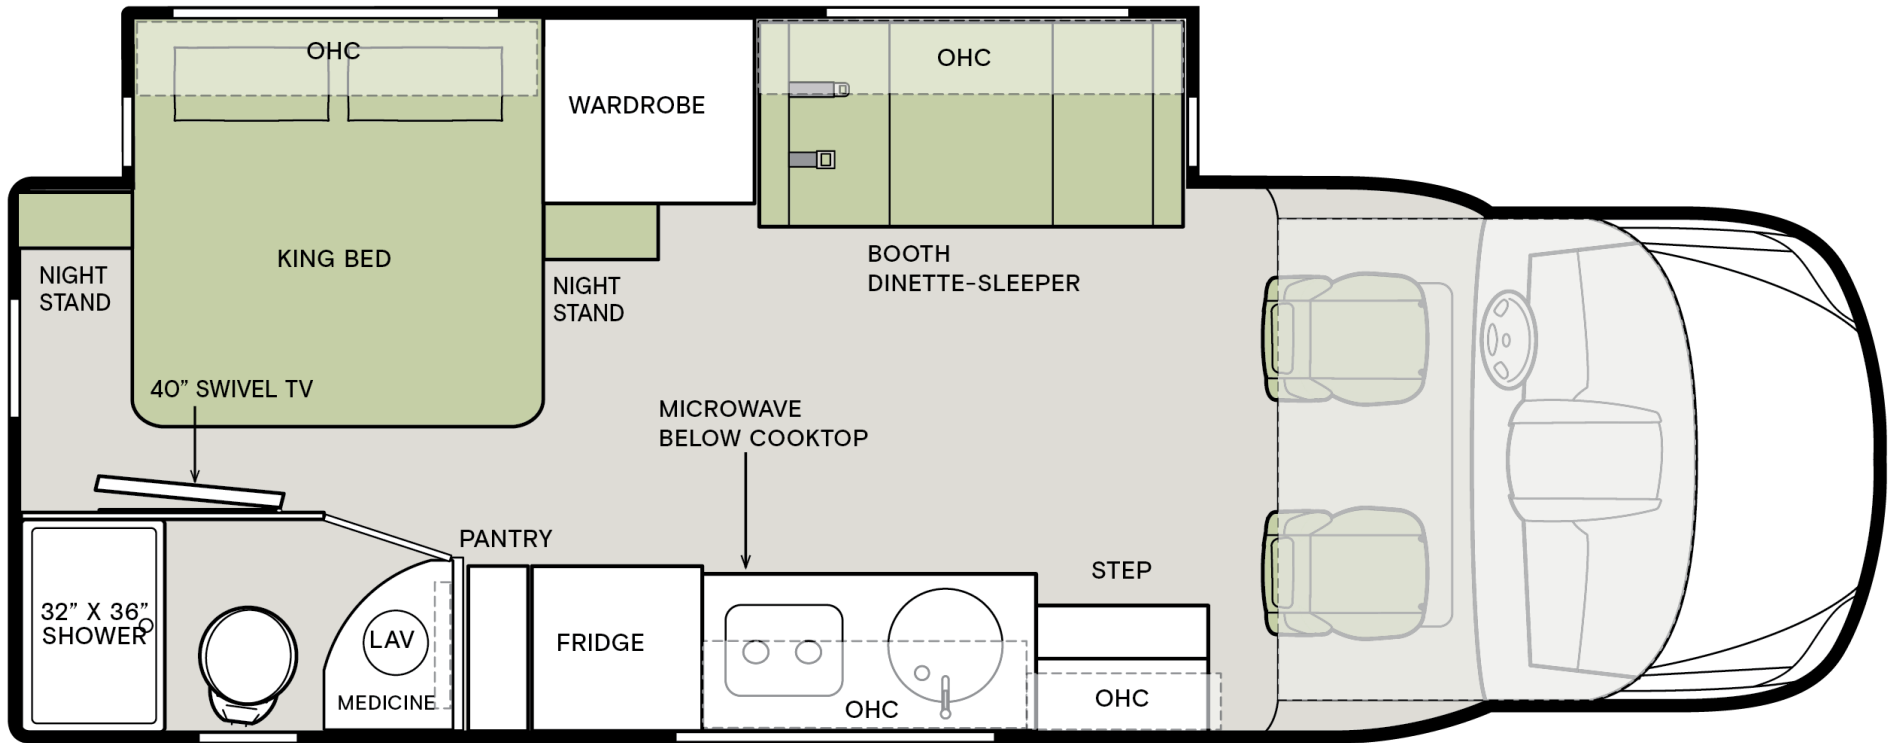 OHC
OHC
WARDROBE
KING BED
NIGHT
STAND
NIGHT
STAND
BOOTH
DINETTE-SLEEPER
40” SWIVEL TV
MICROWAVE
BELOW COOKTOP
PANTRY
STEP
32” X 36”
SHOWER
LAV
MEDICINE
FRIDGE
OHC
OHC